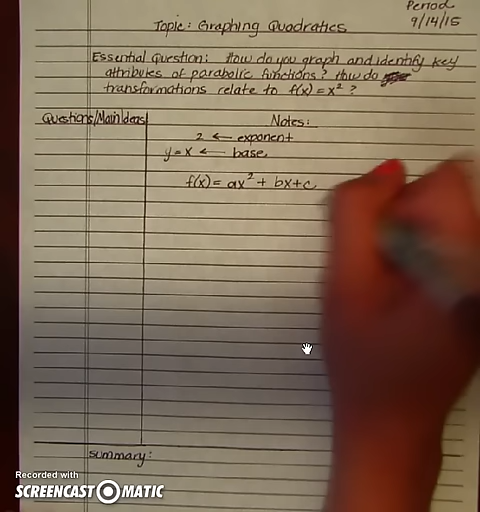 Period
9/14/15
Topic: Graphing Quadratics
Essential Question: How do you graph and identify key
attributes of parabolic functions? How do
transformations relate to f(x) = x² ?
Questions/Main Ideas
Notes:
2 ← exponent
y = x ← base
f(x) = ax² + bx + c
Summary:
Recorded with
SCREENCAST-O-MATIC